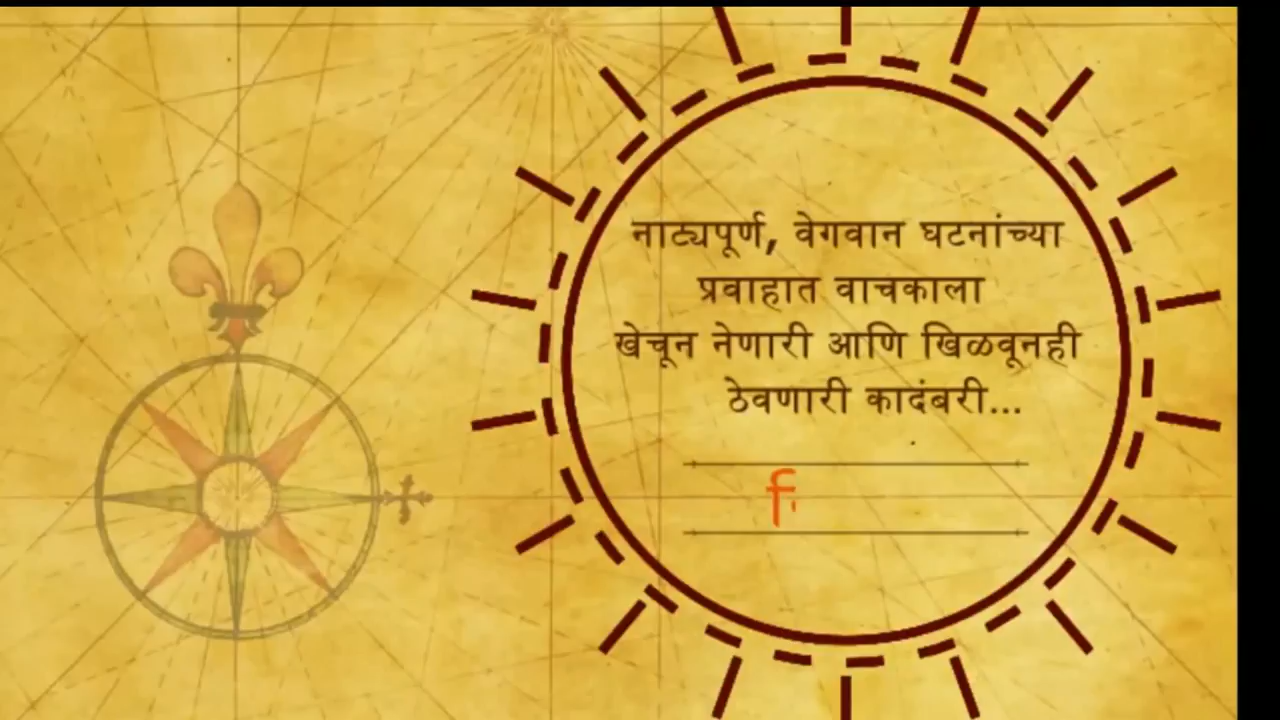 नाट्यपूर्ण, वेगवान घटनांच्या
प्रवाहात वाचकाला
खेचून नेणारी आणि खिळवूनही
ठेवणारी कादंबरी...